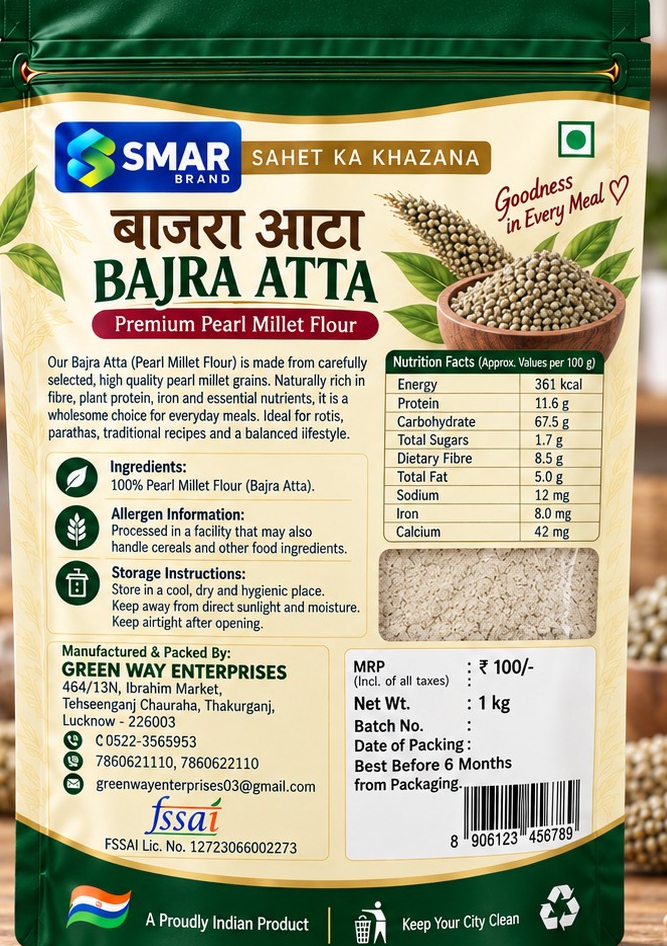 SMAR
BRAND
SAHET KA KHAZANA
Goodness
in Every Meal
बाजरा आटा
BAJRA ATTA
Premium Pearl Millet Flour
Our Bajra Atta (Pearl Millet Flour) is made from carefully
selected, high quality pearl millet grains. Naturally rich in
fibre, plant protein, iron and essential nutrients, it is a
wholesome choice for everyday meals. Ideal for rotis,
parathas, traditional recipes and a balanced iifestyle.
Ingredients:
100% Pearl Millet Flour (Bajra Atta).
Allergen Information:
Processed in a facility that may also
handle cereals and other food ingredients.
Storage Instructions:
Store in a cool, dry and hygienic place.
Keep away from direct sunlight and moisture.
Keep airtight after opening.
Nutrition Facts (Approx. Values per 100 g)
Energy 361 kcal
Protein 11.6 g
Carbohydrate 67.5 g
Total Sugars 1.7 g
Dietary Fibre 8.5 g
Total Fat 5.0 g
Sodium 12 mg
Iron 8.0 mg
Calcium 42 mg
Manufactured & Packed By:
GREEN WAY ENTERPRISES
464/13N, Ibrahim Market,
Tehseenganj Chauraha, Thakurganj,
Lucknow - 226003
✆ 0522-3565953
7860621110, 7860622110
greenwayenterprises03@gmail.com
fssai
FSSAI Lic. No. 12723066002273
MRP : ₹ 100/-
(Incl. of all taxes) :
Net Wt. : 1 kg
Batch No. :
Date of Packing :
Best Before 6 Months
from Packaging.
8 906123 456789
A Proudly Indian Product
Keep Your City Clean